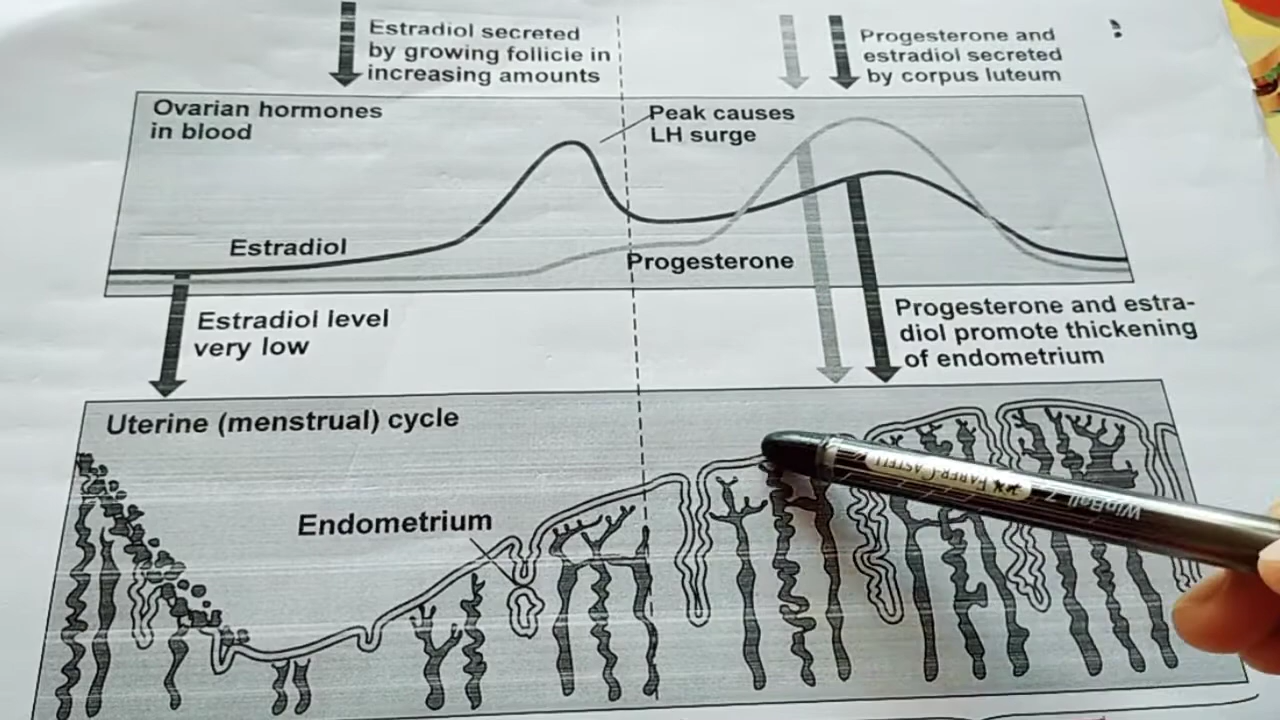 Estradiol secreted
by growing follicie in
increasing amounts
Progesterone and
estradiol secreted
by corpus luteum
Ovarian hormones
in blood
Peak causes
LH surge
Estradiol
Progesterone
Estradiol level
very low
Progesterone and estra-
diol promote thickening
of endometrium
Uterine (menstrual) cycle
Endometrium
FABER-CASTELL
WinBall